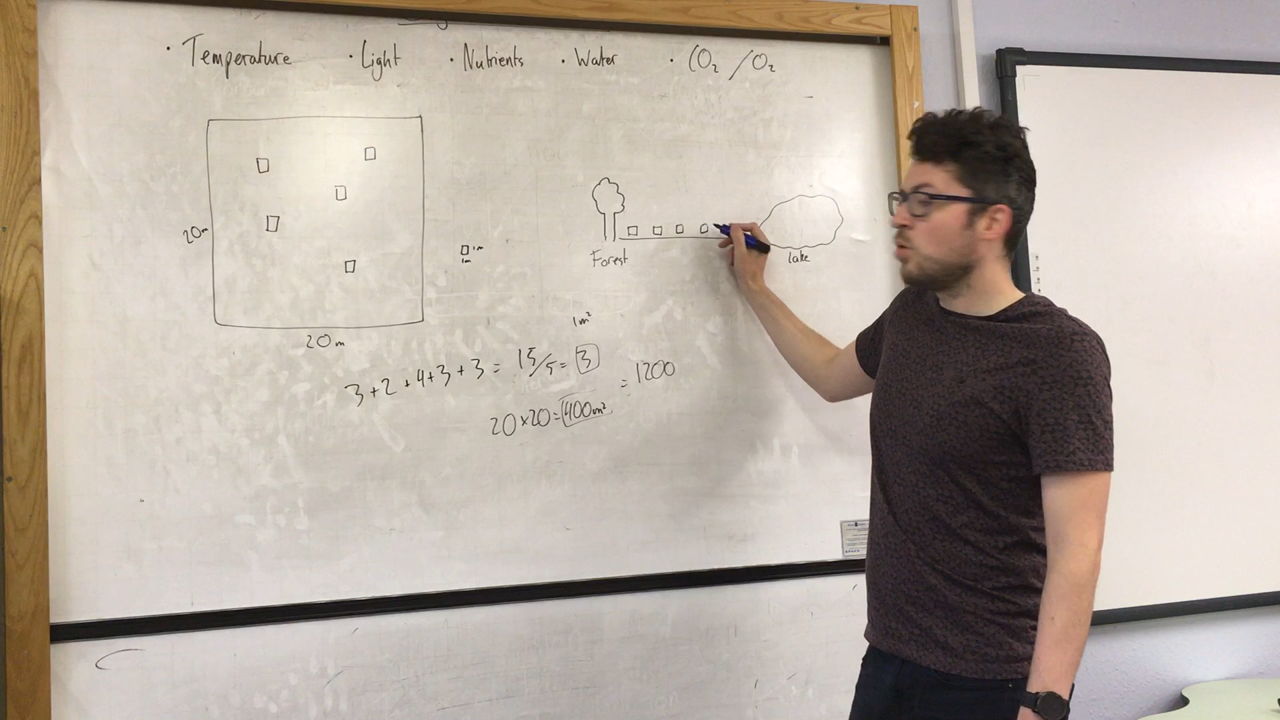 · Temperature · Light · Nutrients · Water · CO₂ / O₂
20m
1m
1m
Forest
lake
20m
1m²
3+2+4+3+3 = 15/5 = 3
20×20=400m² = 1200